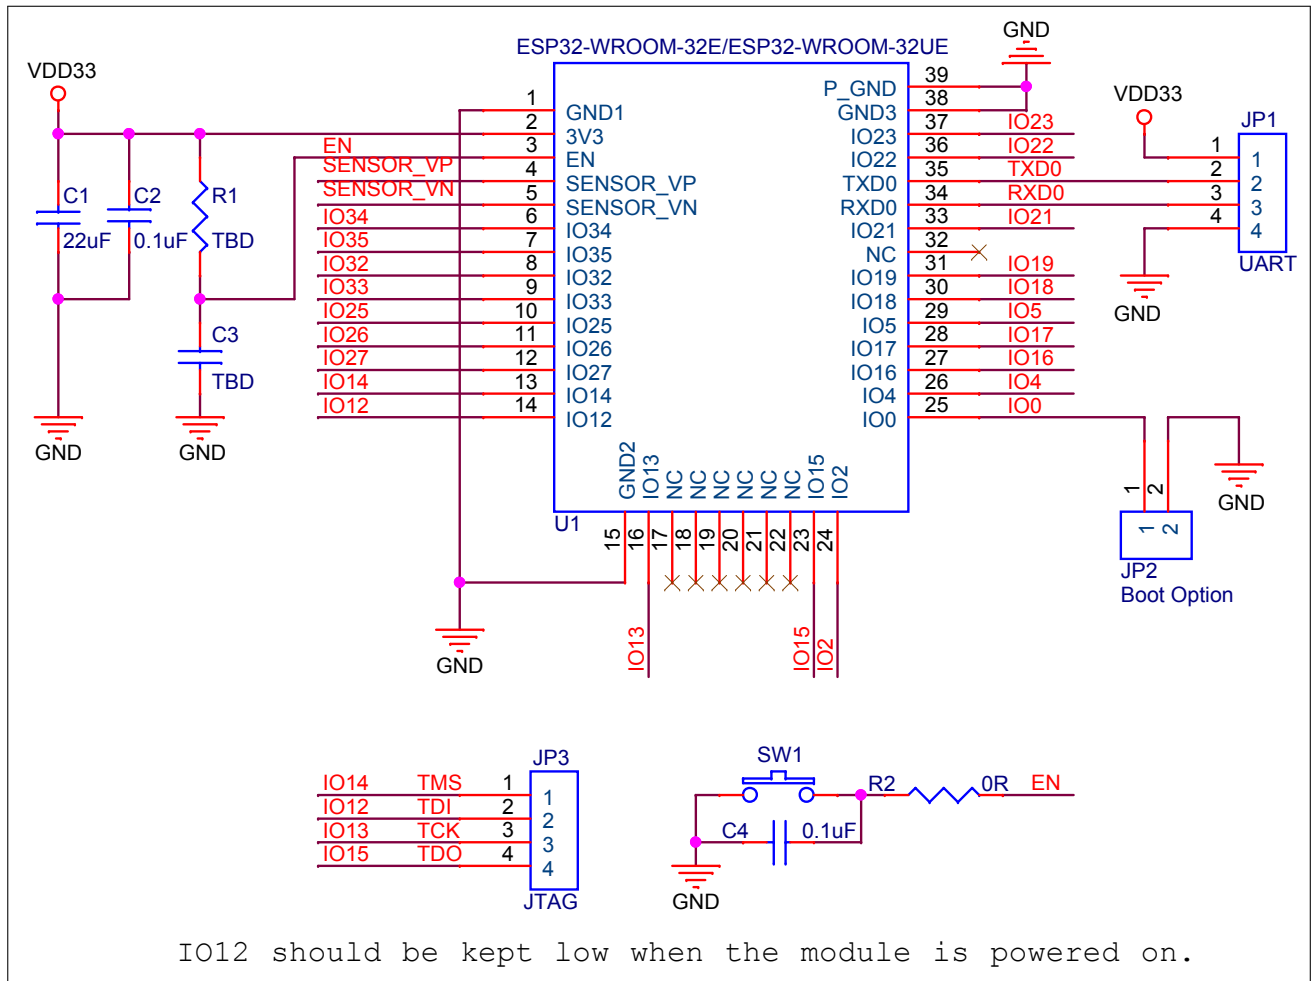 ESP32-WROOM-32E/ESP32-WROOM-32UE
GND
VDD33
VDD33
JP1
C1
22uF
C2
0.1uF
R1
TBD
C3
TBD
GND
GND
EN
SENSOR_VP
SENSOR_VN
IO34
IO35
IO32
IO33
IO25
IO26
IO27
IO14
IO12
1 GND1
2 3V3
3 EN
4 SENSOR_VP
5 SENSOR_VN
6 IO34
7 IO35
8 IO32
9 IO33
10 IO25
11 IO26
12 IO27
13 IO14
14 IO12
P_GND 39
GND3 38
IO23 37 IO23
IO22 36 IO22
TXD0 35 TXD0
RXD0 34 RXD0
IO21 33 IO21
NC 32
IO19 31 IO19
IO18 30 IO18
IO5 29 IO5
IO17 28 IO17
IO16 27 IO16
IO4 26 IO4
IO0 25 IO0
1 1
2 2
3 3
4 4
UART
GND
GND2 15
IO13 16
NC 17
NC 18
NC 19
NC 20
NC 21
NC 22
IO15 23
IO2 24
U1
IO13
IO15
IO2
GND
1 1
2 2
GND
JP2
Boot Option
JP3
IO14 TMS 1 1
IO12 TDI 2 2
IO13 TCK 3 3
IO15 TDO 4 4
JTAG
SW1
R2 0R EN
C4 0.1uF
GND
IO12 should be kept low when the module is powered on.